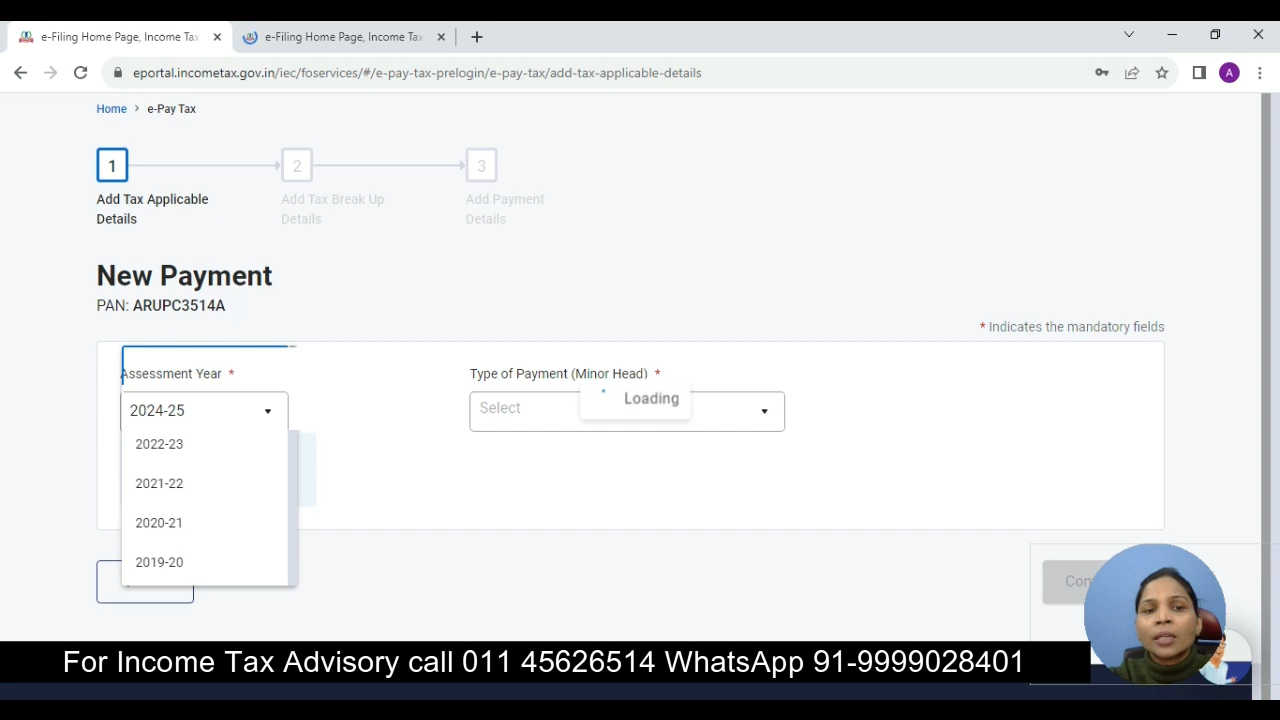 e-Filing Home Page, Income Tax
e-Filing Home Page, Income Tax
eportal.incometax.gov.in/iec/foservices/#/e-pay-tax-prelogin/e-pay-tax/add-tax-applicable-details
A
Home > e-Pay Tax
1
2
3
Add Tax Applicable Details
Add Tax Break Up Details
Add Payment Details
New Payment
PAN: ARUPC3514A
* Indicates the mandatory fields
Assessment Year *
Type of Payment (Minor Head) *
2024-25
Select
Loading
2022-23
2021-22
2020-21
2019-20
For Income Tax Advisory call 011 45626514 WhatsApp 91-9999028401